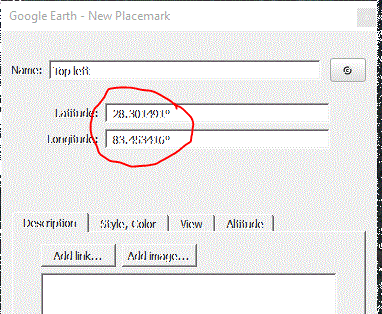 Google Earth - New Placemark
Name: Top left
Latitude: 28.301491°
Longitude: 83.453416°
Description Style, Color View Altitude
Add link... Add image...